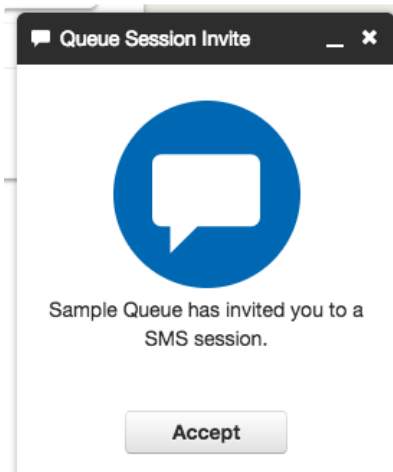 Queue Session Invite
Sample Queue has invited you to a
SMS session.
Accept